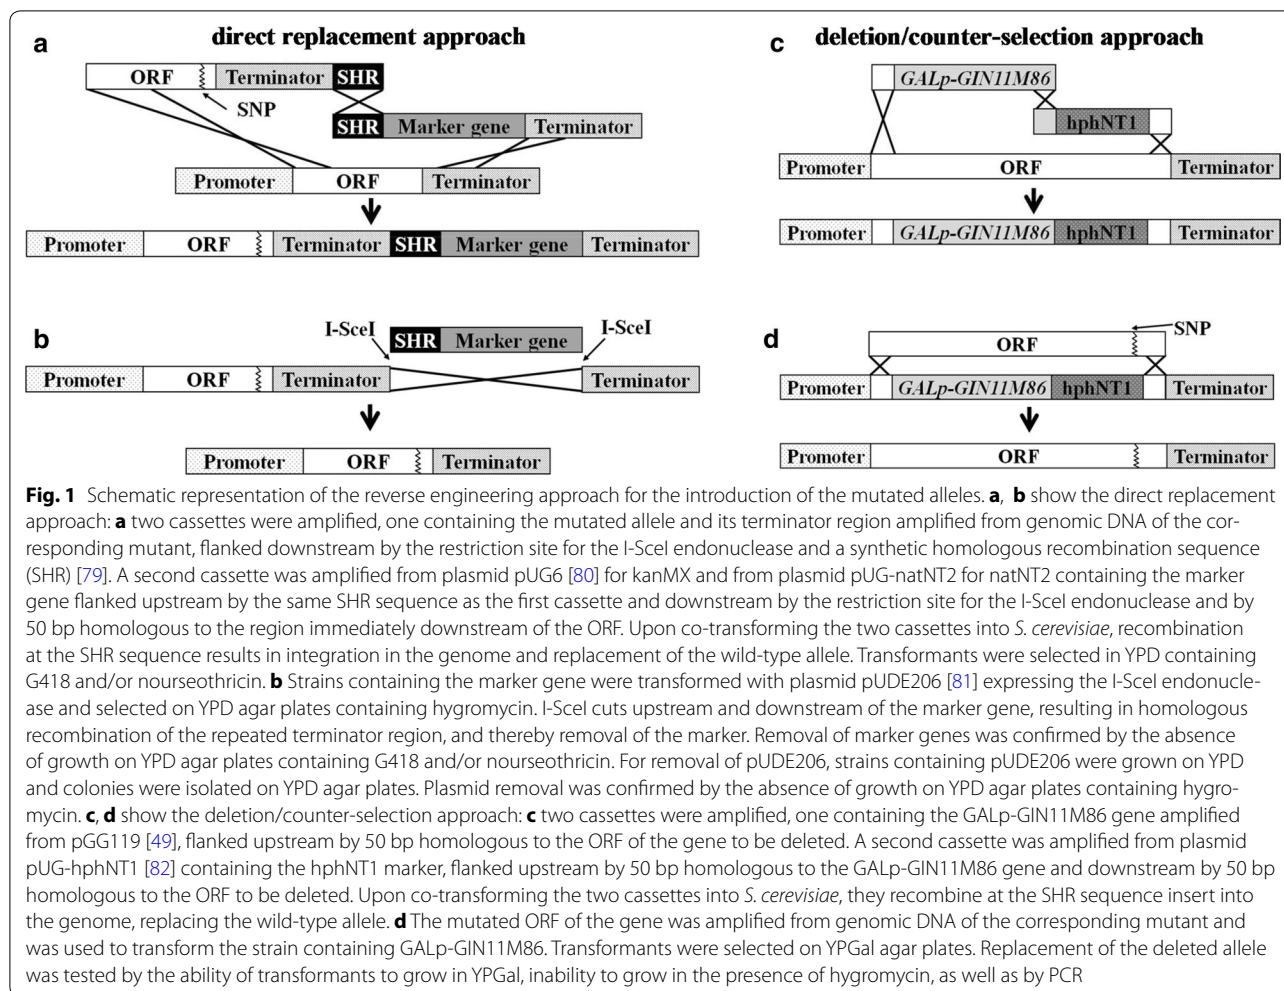 a
direct replacement approach
ORF
Terminator
SHR
SNP
SHR
Marker gene
Terminator
Promoter
ORF
Terminator
Promoter
ORF
Terminator
SHR
Marker gene
Terminator
b
I-SceI
SHR
Marker gene
I-SceI
Promoter
ORF
Terminator
Terminator
Promoter
ORF
Terminator
c
deletion/counter-selection approach
GALp-GIN11M86
hphNT1
Promoter
ORF
Terminator
Promoter
GALp-GIN11M86
hphNT1
Terminator
d
SNP
ORF
Promoter
GALp-GIN11M86
hphNT1
Terminator
Promoter
ORF
Terminator
Fig. 1 Schematic representation of the reverse engineering approach for the introduction of the mutated alleles. a, b show the direct replacement
approach: a two cassettes were amplified, one containing the mutated allele and its terminator region amplified from genomic DNA of the cor-
responding mutant, flanked downstream by the restriction site for the I-SceI endonuclease and a synthetic homologous recombination sequence
(SHR) [79]. A second cassette was amplified from plasmid pUG6 [80] for kanMX and from plasmid pUG-natNT2 for natNT2 containing the marker
gene flanked upstream by the same SHR sequence as the first cassette and downstream by the restriction site for the I-SceI endonuclease and by
50 bp homologous to the region immediately downstream of the ORF. Upon co-transforming the two cassettes into S. cerevisiae, recombination
at the SHR sequence results in integration in the genome and replacement of the wild-type allele. Transformants were selected in YPD containing
G418 and/or nourseothricin. b Strains containing the marker gene were transformed with plasmid pUDE206 [81] expressing the I-SceI endonucle-
ase and selected on YPD agar plates containing hygromycin. I-SceI cuts upstream and downstream of the marker gene, resulting in homologous
recombination of the repeated terminator region, and thereby removal of the marker. Removal of marker genes was confirmed by the absence
of growth on YPD agar plates containing G418 and/or nourseothricin. For removal of pUDE206, strains containing pUDE206 were grown on YPD
and colonies were isolated on YPD agar plates. Plasmid removal was confirmed by the absence of growth on YPD agar plates containing hygro-
mycin. c, d show the deletion/counter-selection approach: c two cassettes were amplified, one containing the GALp-GIN11M86 gene amplified
from pGG119 [49], flanked upstream by 50 bp homologous to the ORF of the gene to be deleted. A second cassette was amplified from plasmid
pUG-hphNT1 [82] containing the hphNT1 marker, flanked upstream by 50 bp homologous to the GALp-GIN11M86 gene and downstream by 50 bp
homologous to the ORF to be deleted. Upon co-transforming the two cassettes into S. cerevisiae, they recombine at the SHR sequence insert into
the genome, replacing the wild-type allele. d The mutated ORF of the gene was amplified from genomic DNA of the corresponding mutant and
was used to transform the strain containing GALp-GIN11M86. Transformants were selected on YPGal agar plates. Replacement of the deleted allele
was tested by the ability of transformants to grow in YPGal, inability to grow in the presence of hygromycin, as well as by PCR